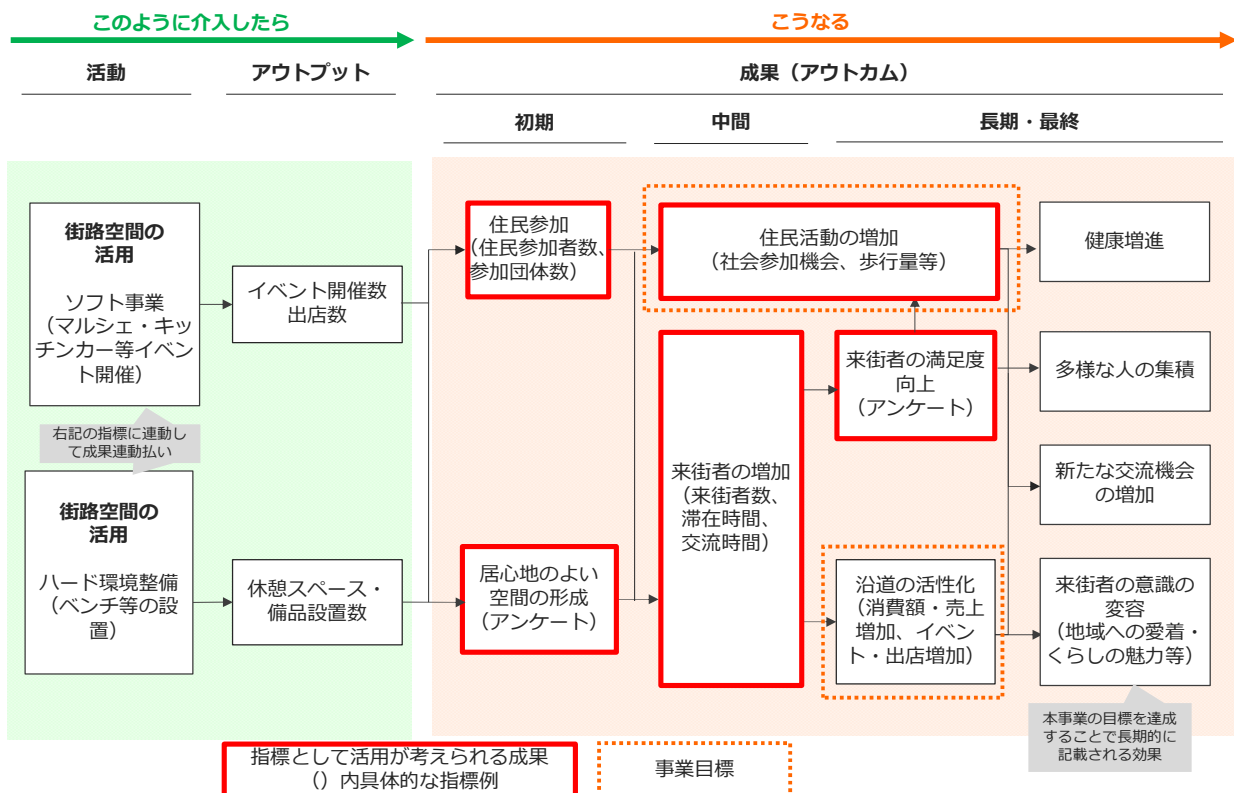 このように介入したら
こうなる
活動
アウトプット
成果（アウトカム）
初期
中間
長期・最終
街路空間の
活用
ソフト事業
（マルシェ・キッ
チンカー等イベン
ト開催）
イベント開催数
出店数
住民参加
（住民参加者数、
参加団体数）
住民活動の増加
（社会参加機会、歩行量等）
健康増進
来街者の満足度
向上
（アンケート）
多様な人の集積
右記の指標に連動し
て成果連動払い
来街者の増加
（来街者数、
滞在時間、
交流時間）
新たな交流機会
の増加
街路空間の
活用
ハード環境整備
（ベンチ等の設
置）
休憩スペース・
備品設置数
居心地のよい
空間の形成
（アンケート）
沿道の活性化
（消費額・売上
増加、イベン
ト・出店増加）
来街者の意識の
変容
（地域への愛着・
くらしの魅力等）
本事業の目標を達成
することで長期的に
記載される効果
指標として活用が考えられる成果
（）内具体的な指標例
事業目標